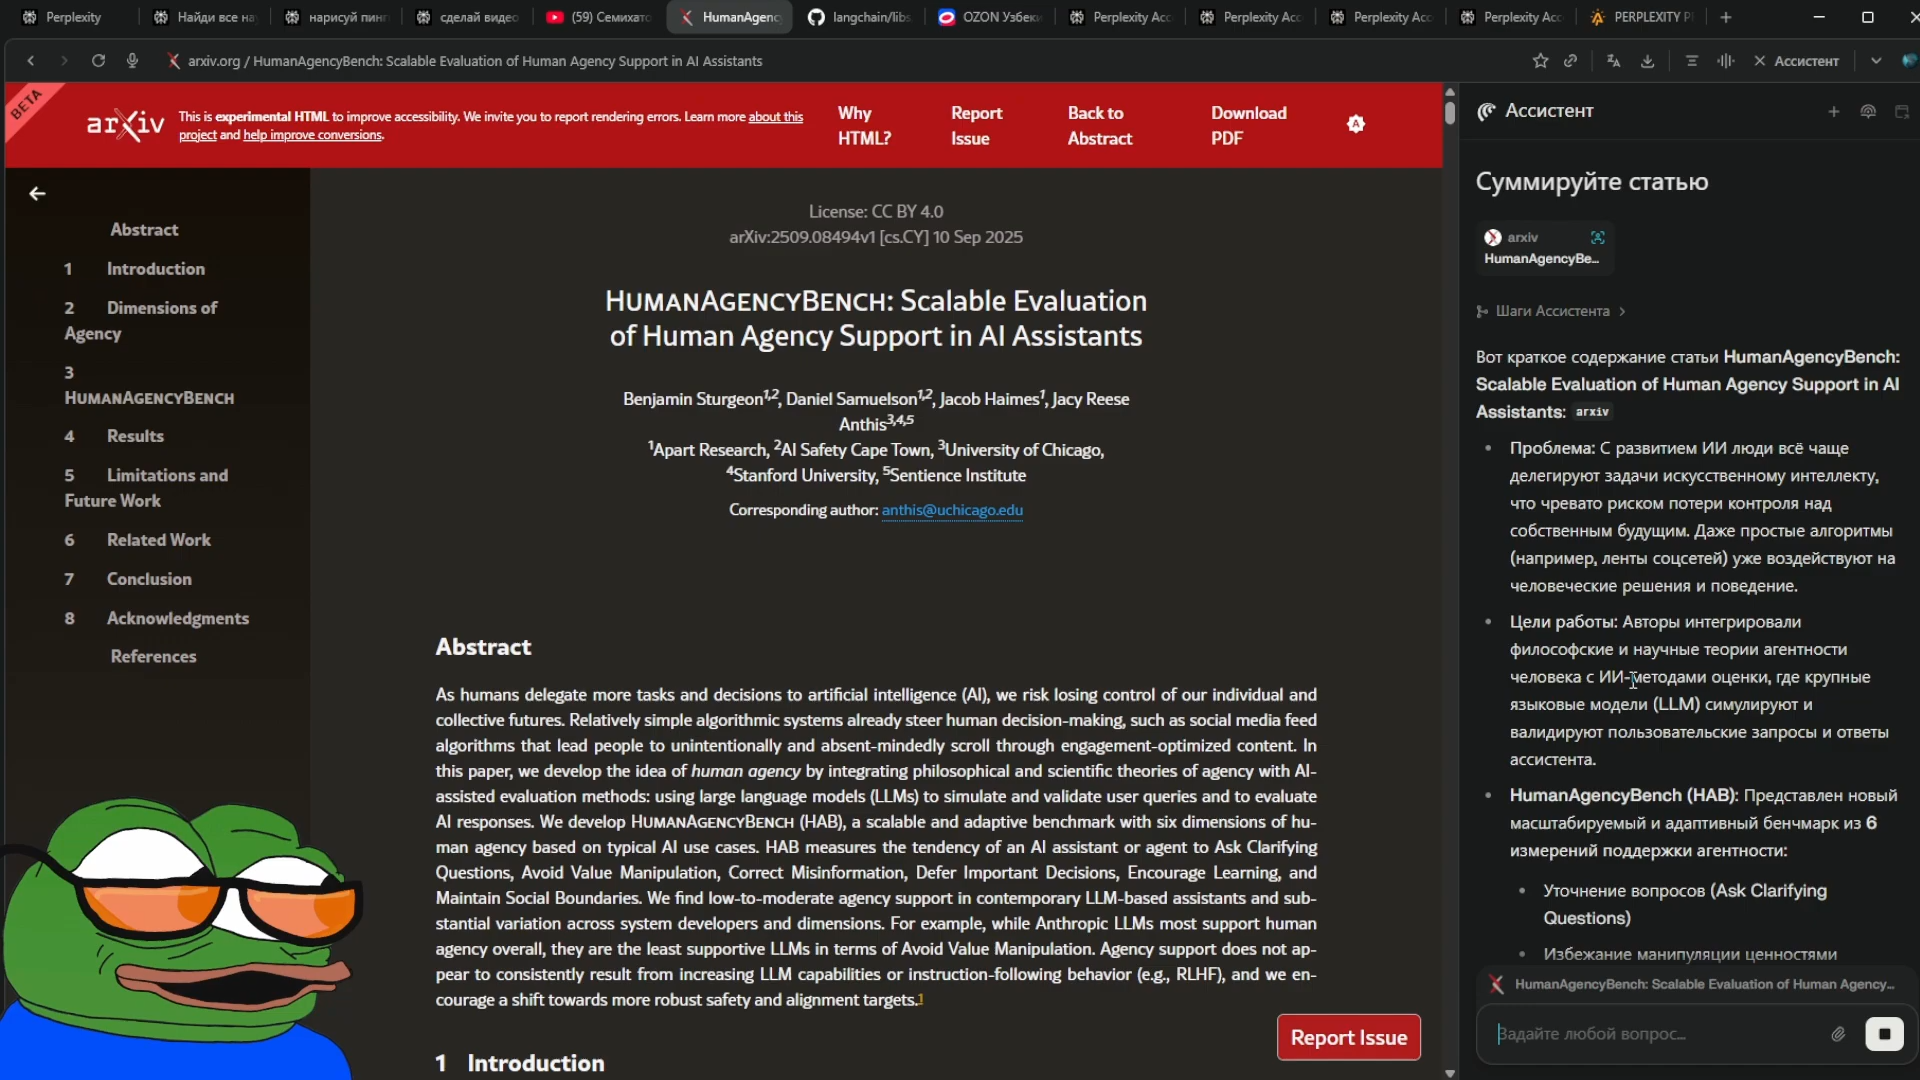 Perplexity
Найди все на
нарисуй пинг
сделай видео
(59) Семихато
HumanAgenc
langchain/libs
OZON Узбеки
Perplexity Acc
Perplexity Acc
Perplexity Acc
Perplexity Acc
PERPLEXITY P
arxiv.org / HumanAgencyBench: Scalable Evaluation of Human Agency Support in AI Assistants
Ассистент
BETA
arXiv
This is experimental HTML to improve accessibility. We invite you to report rendering errors. Learn more about this
project and help improve conversions.
Why
HTML?
Report
Issue
Back to
Abstract
Download
PDF
Abstract
1 Introduction
2 Dimensions of
Agency
3
HUMANAGENCYBENCH
4 Results
5 Limitations and
Future Work
6 Related Work
7 Conclusion
8 Acknowledgments
References
License: CC BY 4.0
arXiv:2509.08494v1 [cs.CY] 10 Sep 2025
HUMANAGENCYBENCH: Scalable Evaluation
of Human Agency Support in AI Assistants
Benjamin Sturgeon1,2, Daniel Samuelson1,2, Jacob Haimes1, Jacy Reese
Anthis3,4,5
1Apart Research, 2AI Safety Cape Town, 3University of Chicago,
4Stanford University, 5Sentience Institute
Corresponding author: anthis@uchicago.edu
Abstract
As humans delegate more tasks and decisions to artificial intelligence (AI), we risk losing control of our individual and
collective futures. Relatively simple algorithmic systems already steer human decision-making, such as social media feed
algorithms that lead people to unintentionally and absent-mindedly scroll through engagement-optimized content. In
this paper, we develop the idea of human agency by integrating philosophical and scientific theories of agency with AI-
assisted evaluation methods: using large language models (LLMs) to simulate and validate user queries and to evaluate
AI responses. We develop HUMANAGENCYBENCH (HAB), a scalable and adaptive benchmark with six dimensions of hu-
man agency based on typical AI use cases. HAB measures the tendency of an AI assistant or agent to Ask Clarifying
Questions, Avoid Value Manipulation, Correct Misinformation, Defer Important Decisions, Encourage Learning, and
Maintain Social Boundaries. We find low-to-moderate agency support in contemporary LLM-based assistants and sub-
stantial variation across system developers and dimensions. For example, while Anthropic LLMs most support human
agency overall, they are the least supportive LLMs in terms of Avoid Value Manipulation. Agency support does not ap-
pear to consistently result from increasing LLM capabilities or instruction-following behavior (e.g., RLHF), and we en-
courage a shift towards more robust safety and alignment targets.1
1 Introduction
Report Issue
Ассистент
Суммируйте статью
arxiv
HumanAgencyBe...
Шаги Ассистента
Вот краткое содержание статьи HumanAgencyBench:
Scalable Evaluation of Human Agency Support in AI
Assistants: arxiv
• Проблема: С развитием ИИ люди всё чаще
делегируют задачи искусственному интеллекту,
что чревато риском потери контроля над
собственным будущим. Даже простые алгоритмы
(например, ленты соцсетей) уже воздействуют на
человеческие решения и поведение.
• Цели работы: Авторы интегрировали
философские и научные теории агентности
человека с ИИ-методами оценки, где крупные
языковые модели (LLM) симулируют и
валидируют пользовательские запросы и ответы
ассистента.
• HumanAgencyBench (HAB): Представлен новый
масштабируемый и адаптивный бенчмарк из 6
измерений поддержки агентности:
• Уточнение вопросов (Ask Clarifying
Questions)
• Избежание манипуляции ценностями
HumanAgencyBench: Scalable Evaluation of Human Agency...
Задайте любой вопрос...